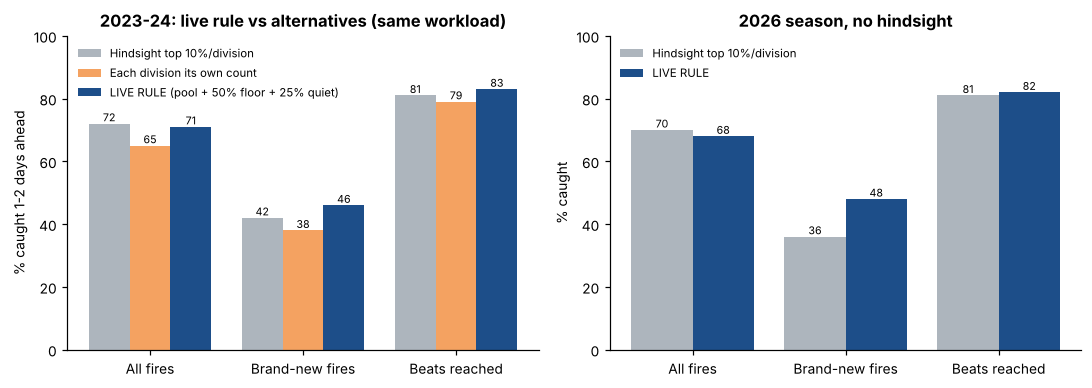 2023-24: live rule vs alternatives (same workload)
100
80
60
40
20
0
% caught 1-2 days ahead
Hindsight top 10%/division
Each division its own count
LIVE RULE (pool + 50% floor + 25% quiet)
72
65
71
42
38
46
81
79
83
All fires
Brand-new fires
Beats reached
2026 season, no hindsight
100
80
60
40
20
0
% caught
Hindsight top 10%/division
LIVE RULE
70
68
36
48
81
82
All fires
Brand-new fires
Beats reached